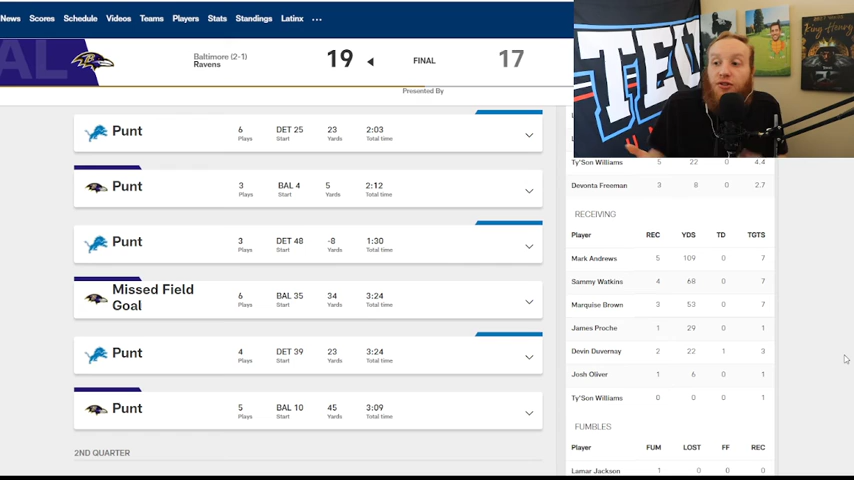 News Scores Schedule Videos Teams Players Stats Standings Latinx ...
Baltimore (2-1)
Ravens
19
FINAL
17
Presented By
Punt 6 DET 25 23 2:03
Plays Start Yards Total time
Punt 3 BAL 4 5 2:12
Plays Start Yards Total time
Punt 3 DET 48 -8 1:30
Plays Start Yards Total time
Missed Field
Goal 6 BAL 35 34 3:24
Plays Start Yards Total time
Punt 4 DET 39 23 3:24
Plays Start Yards Total time
Punt 5 BAL 10 45 3:09
Plays Start Yards Total time
2ND QUARTER
Ty'Son Williams 5 22 0 4.4
Devonta Freeman 3 8 0 2.7
RECEIVING
Player REC YDS TD TGTS
Mark Andrews 5 109 0 7
Sammy Watkins 4 68 0 7
Marquise Brown 3 53 0 7
James Proche 1 29 0 1
Devin Duvernay 2 22 1 3
Josh Oliver 1 6 0 1
Ty'Son Williams 0 0 0 1
FUMBLES
Player FUM LOST FF REC
Lamar Jackson 1 0 0 0
King Henry